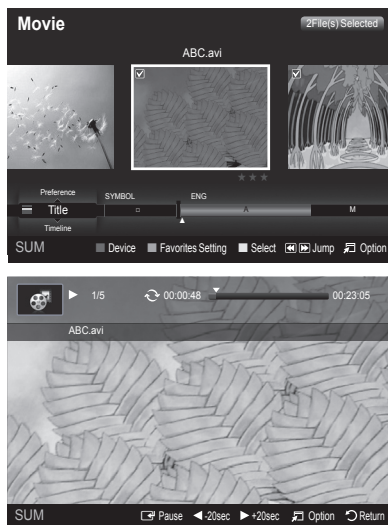 Movie
2File(s) Selected
ABC.avi
Preference
SYMBOL
ENG
Title
A
M
Timeline
SUM
Device
Favorites Setting
Select
Jump
Option
1/5
00:00:48
00:23:05
ABC.avi
SUM
Pause
-20sec
+20sec
Option
Return